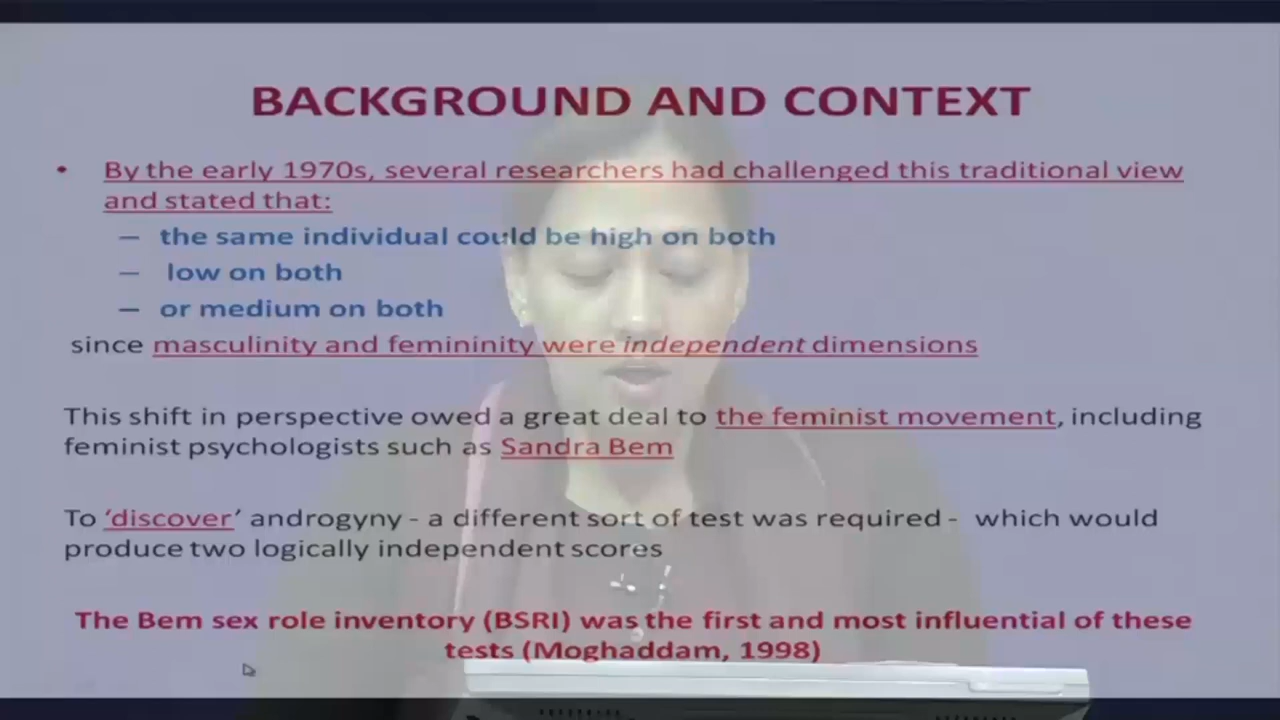 BACKGROUND AND CONTEXT
• By the early 1970s, several researchers had challenged this traditional view
and stated that:
– the same individual could be high on both
– low on both
– or medium on both
since masculinity and femininity were independent dimensions
This shift in perspective owed a great deal to the feminist movement, including
feminist psychologists such as Sandra Bem
To ‘discover’ androgyny - a different sort of test was required - which would
produce two logically independent scores
The Bem sex role inventory (BSRI) was the first and most influential of these
tests (Moghaddam, 1998)